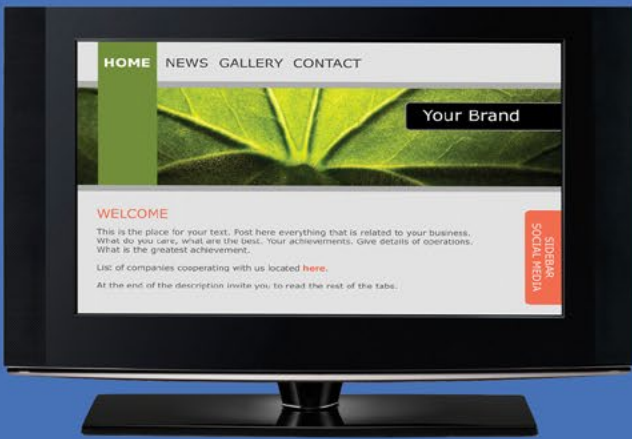 HOME NEWS GALLERY CONTACT
Your Brand
WELCOME
This is the place for your text. Post here everything that is related to your business.
What do you care, what are the best. Your achievements. Give details of operations.
What is the greatest achievement.
List of companies cooperating with us located here.
At the end of the description invite you to read the rest of the tabs.
SIDEBAR
SOCIAL MEDIA